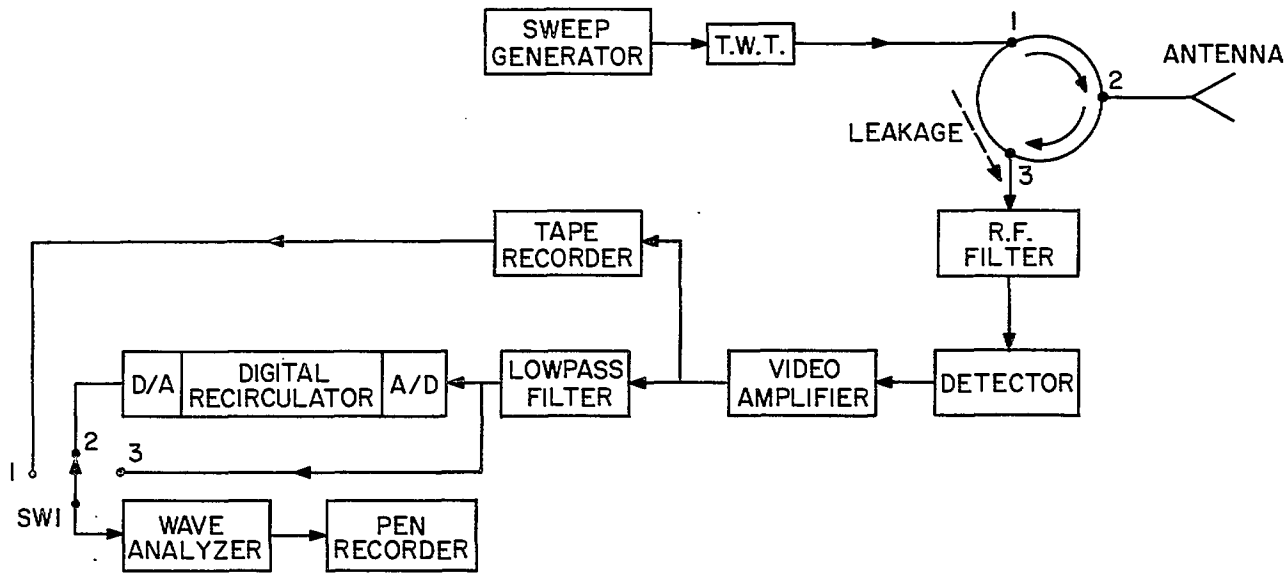 SWEEP
GENERATOR
T.W.T.
1
2
ANTENNA
LEAKAGE
3
R.F.
FILTER
TAPE
RECORDER
D/A
DIGITAL
RECIRCULATOR
A/D
LOWPASS
FILTER
VIDEO
AMPLIFIER
DETECTOR
1
2
3
SW1
WAVE
ANALYZER
PEN
RECORDER